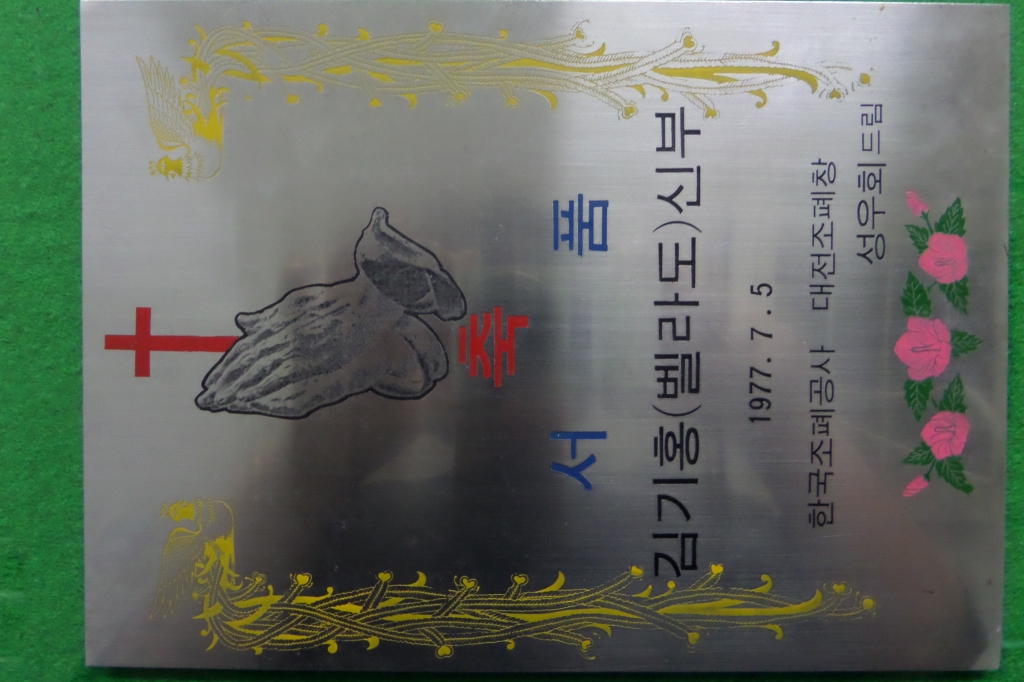 축
서 품
김기홍(벨라도)신부
1977. 7. 5
한국조폐공사 대전조폐창
성우회 드림